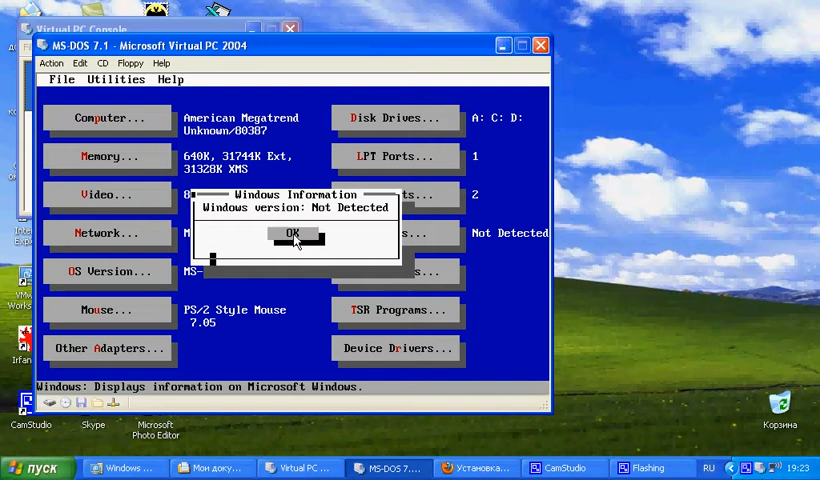 Virtual PC Console
MS-DOS 7.1 - Microsoft Virtual PC 2004
Action Edit CD Floppy Help
File Utilities Help
Computer... American Megatrend
Unknown/80387
Disk Drives... A: C: D:
Memory... 640K, 31744K Ext,
31328K XMS
LPT Ports... 1
Video...
2
Windows Information
Windows version: Not Detected
OK
Network...
Not Detected
OS Version... MS-
Mouse... PS/2 Style Mouse
7.05
TSR Programs...
Other Adapters... Device Drivers...
Windows: Displays information on Microsoft Windows.
CamStudio Skype Microsoft
Photo Editor
Корзина
пуск Windows ... Мои доку... Virtual PC ... MS-DOS 7.... Установка... CamStudio Flashing RU 19:23